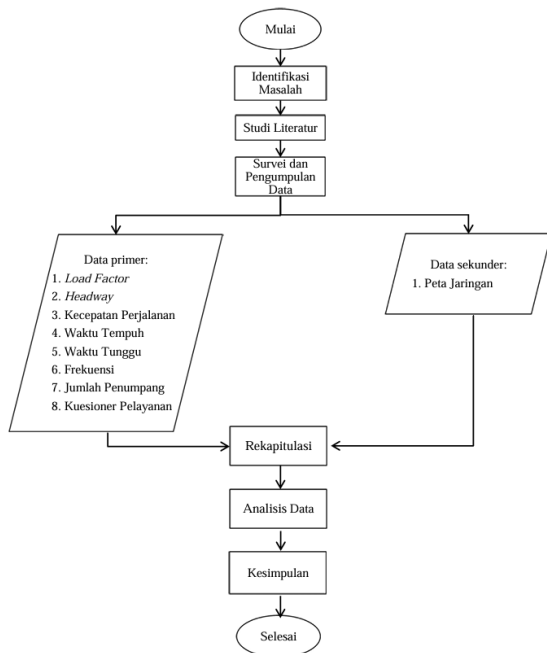 Mulai
Identifikasi
Masalah
Studi Literatur
Survei dan
Pengumpulan
Data
Data primer:
1. Load Factor
2. Headway
3. Kecepatan Perjalanan
4. Waktu Tempuh
5. Waktu Tunggu
6. Frekuensi
7. Jumlah Penumpang
8. Kuesioner Pelayanan
Data sekunder:
1. Peta Jaringan
Rekapitulasi
Analisis Data
Kesimpulan
Selesai